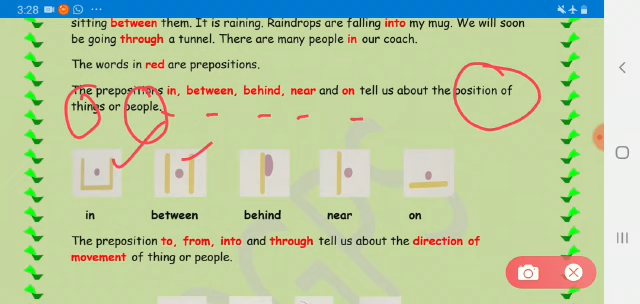 3:28
sitting between them. It is raining. Raindrops are falling into my mug. We will soon
be going through a tunnel. There are many people in our coach.
The words in red are prepositions.
The prepositions in, between, behind, near and on tell us about the position of
things or people.
in between behind near on
The preposition to, from, into and through tell us about the direction of
movement of thing or people.